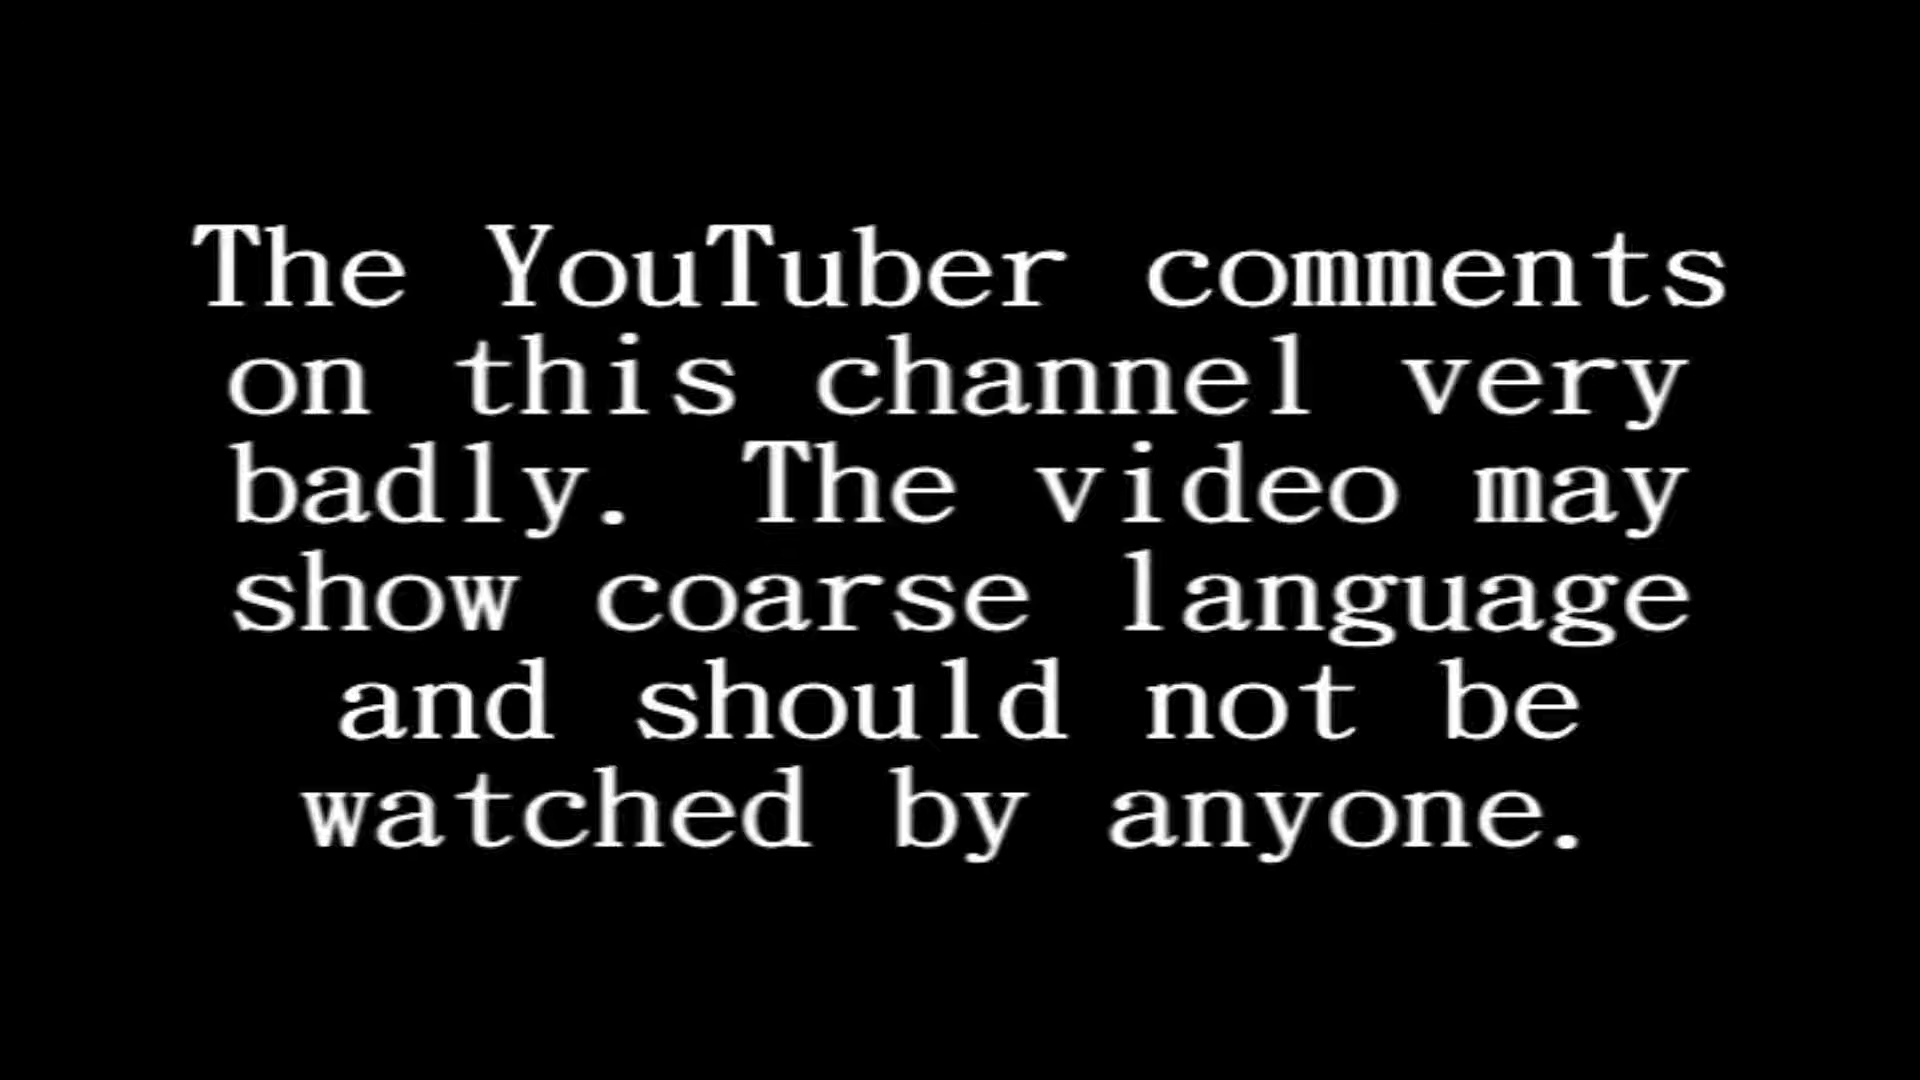 The YouTuber comments
on this channel very
badly. The video may
show coarse language
and should not be
watched by anyone.